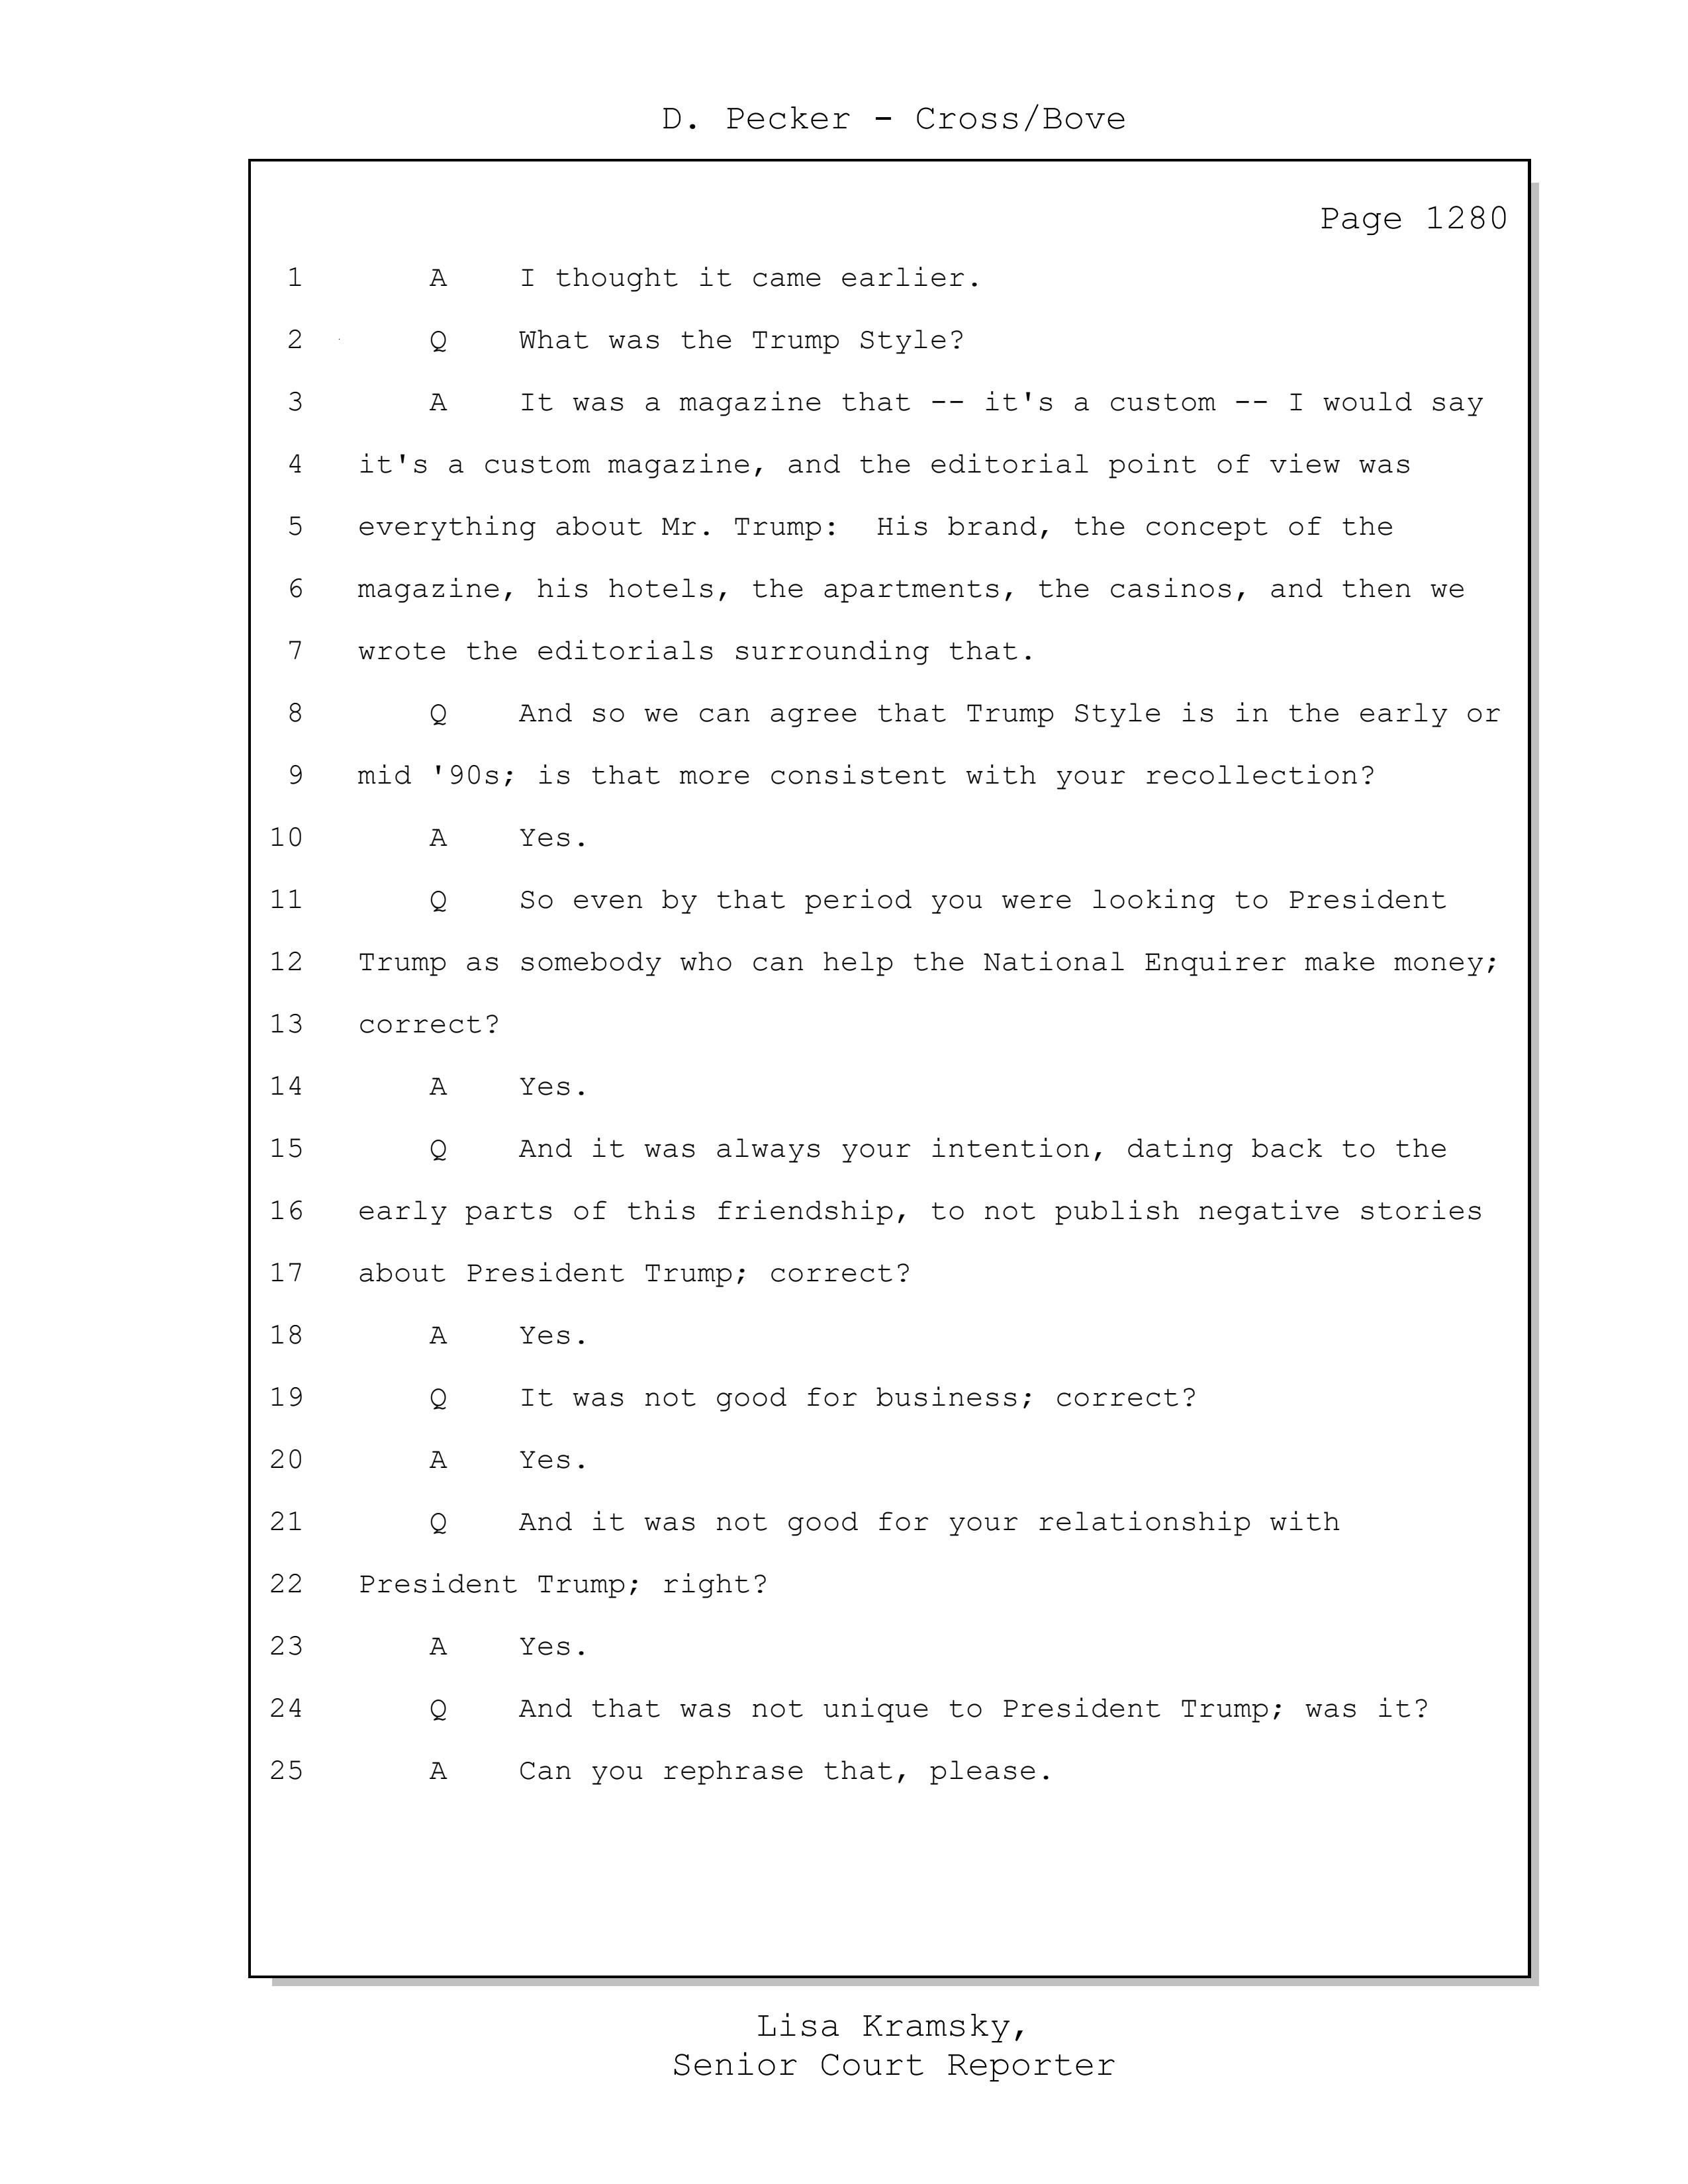 D. Pecker - Cross/Bove
Page 1280
1 A I thought it came earlier.
2 Q What was the Trump Style?
3 A It was a magazine that -- it's a custom -- I would say
4 it's a custom magazine, and the editorial point of view was
5 everything about Mr. Trump: His brand, the concept of the
6 magazine, his hotels, the apartments, the casinos, and then we
7 wrote the editorials surrounding that.
8 Q And so we can agree that Trump Style is in the early or
9 mid '90s; is that more consistent with your recollection?
10 A Yes.
11 Q So even by that period you were looking to President
12 Trump as somebody who can help the National Enquirer make money;
13 correct?
14 A Yes.
15 Q And it was always your intention, dating back to the
16 early parts of this friendship, to not publish negative stories
17 about President Trump; correct?
18 A Yes.
19 Q It was not good for business; correct?
20 A Yes.
21 Q And it was not good for your relationship with
22 President Trump; right?
23 A Yes.
24 Q And that was not unique to President Trump; was it?
25 A Can you rephrase that, please.
Lisa Kramsky,
Senior Court Reporter